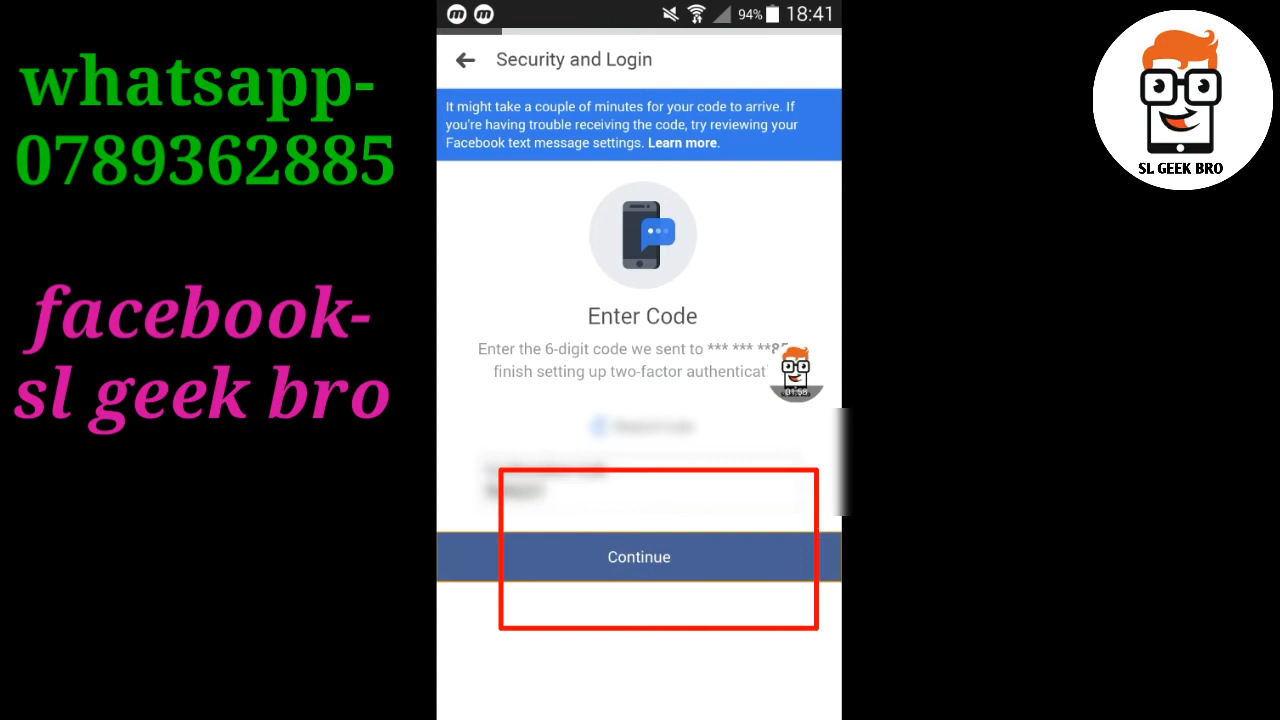 whatsapp-
0789362885
facebook-
sl geek bro
94% 18:41
Security and Login
It might take a couple of minutes for your code to arrive. If
you're having trouble receiving the code, try reviewing your
Facebook text message settings. Learn more.
Enter Code
Enter the 6-digit code we sent to *** *** **
finish setting up two-factor
01:58
Continue
SL GEEK BRO